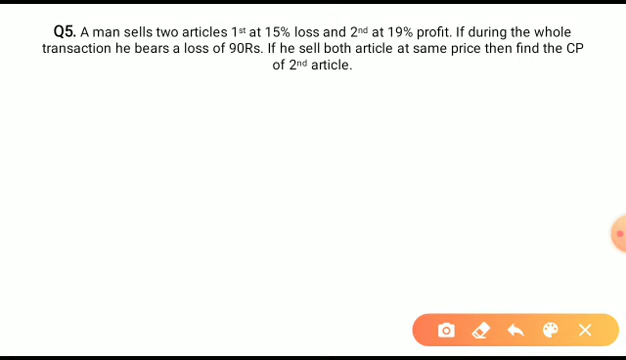 Q5. A man sells two articles 1st at 15% loss and 2nd at 19% profit. If during the whole
transaction he bears a loss of 90Rs. If he sell both article at same price then find the CP
of 2nd article.